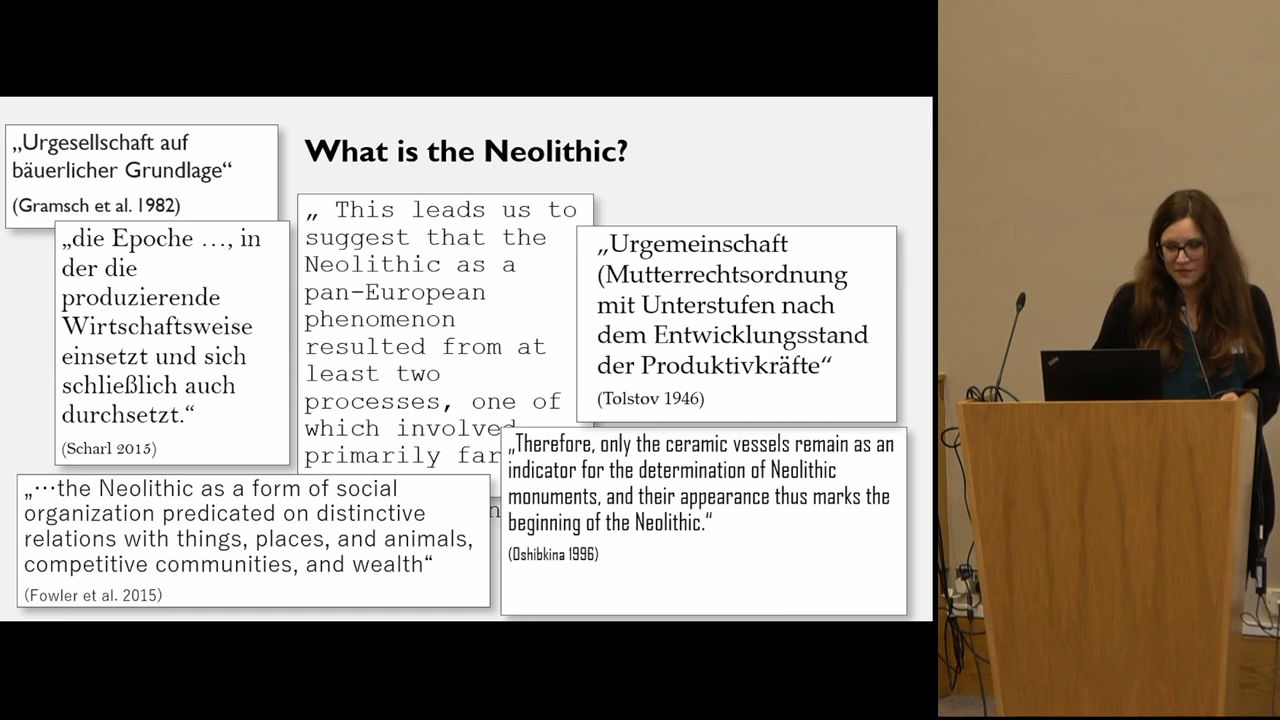 What is the Neolithic?
„Urgesellschaft auf
bäuerlicher Grundlage“
(Gramsch et al. 1982)
„die Epoche …, in
der die
produzierende
Wirtschaftsweise
einsetzt und sich
schließlich auch
durchsetzt.“
(Scharl 2015)
„ This leads us to
suggest that the
Neolithic as a
pan-European
phenomenon
resulted from at
least two
processes, one of
which involved
primarily far
„Urgemeinschaft
(Mutterrechtsordnung
mit Unterstufen nach
dem Entwicklungsstand
der Produktivkräfte“
(Tolstov 1946)
„…the Neolithic as a form of social
organization predicated on distinctive
relations with things, places, and animals,
competitive communities, and wealth“
(Fowler et al. 2015)
„Therefore, only the ceramic vessels remain as an
indicator for the determination of Neolithic
monuments, and their appearance thus marks the
beginning of the Neolithic.“
(Oshibkina 1996)